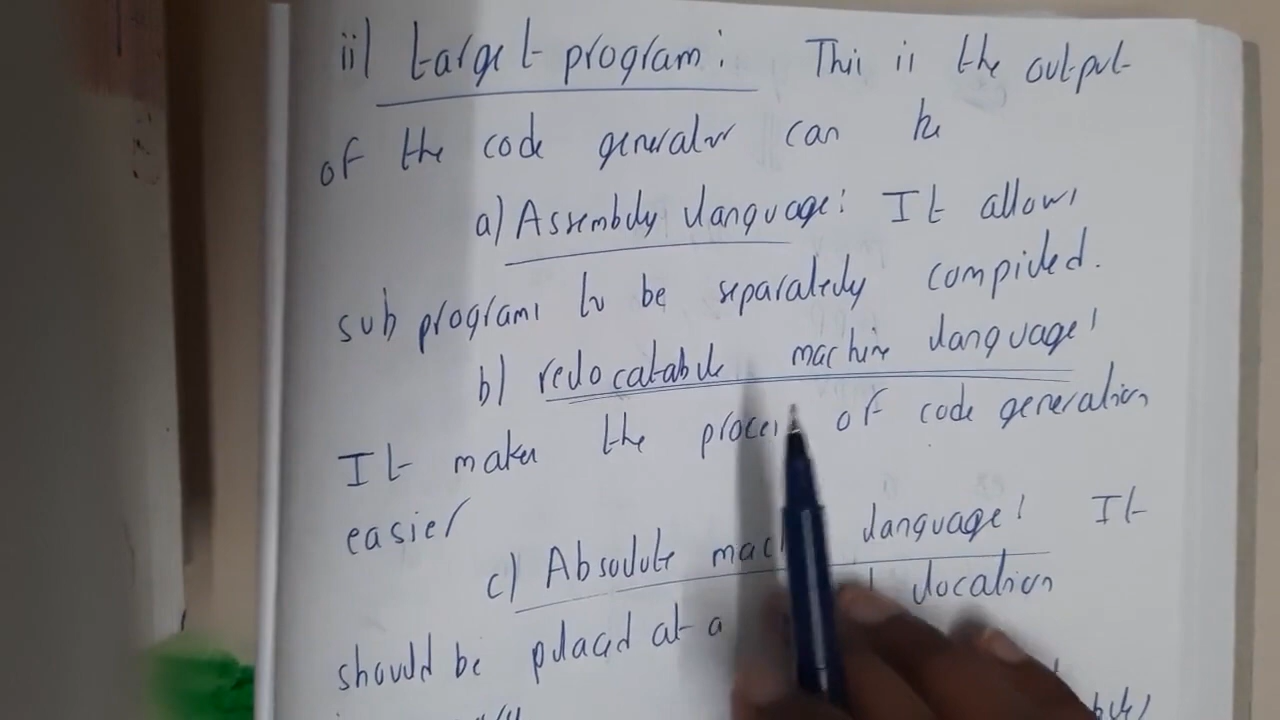 ii) target program: This is the output
of the code generator can be
a) Assembly language: It allows
sub programs to be separately compiled.
b) relocatable machine language:
It makes the process of code generation
easier
c) Absolute language: It
should be placed at a location